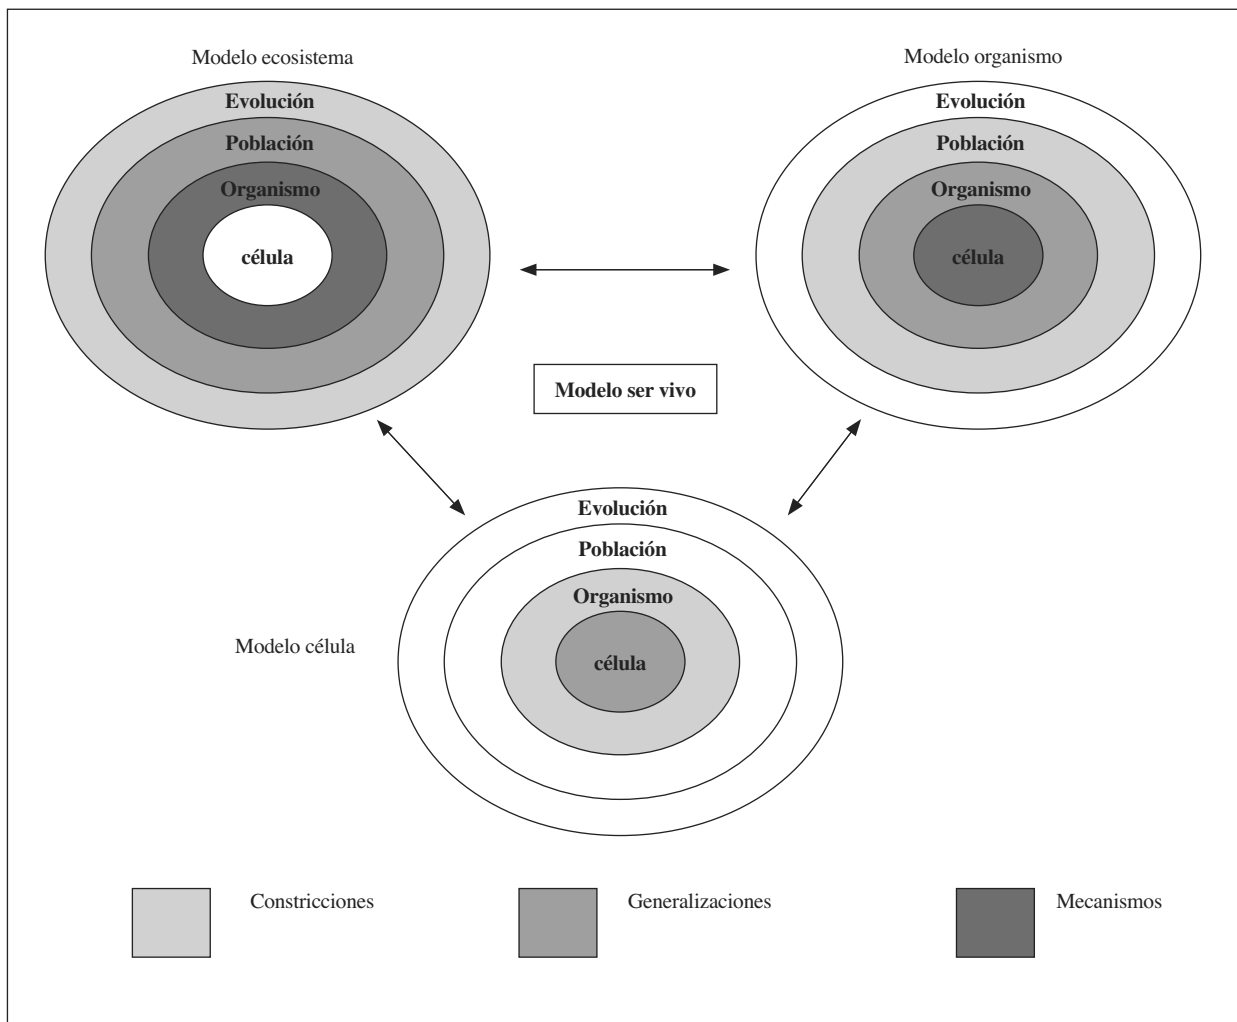 Modelo ecosistema
Evolución
Población
Organismo
célula
Modelo organismo
Evolución
Población
Organismo
célula
Modelo ser vivo
Evolución
Población
Organismo
célula
Modelo célula
Constricciones
Generalizaciones
Mecanismos